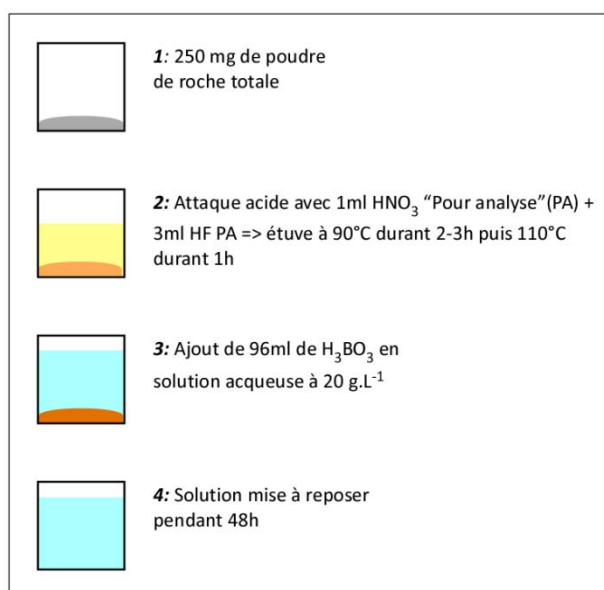 1: 250 mg de poudre
de roche totale
2: Attaque acide avec 1ml HNO₃ “Pour analyse”(PA) +
3ml HF PA => étuve à 90°C durant 2-3h puis 110°C
durant 1h
3: Ajout de 96ml de H₃BO₃ en
solution acqueuse à 20 g.L⁻¹
4: Solution mise à reposer
pendant 48h